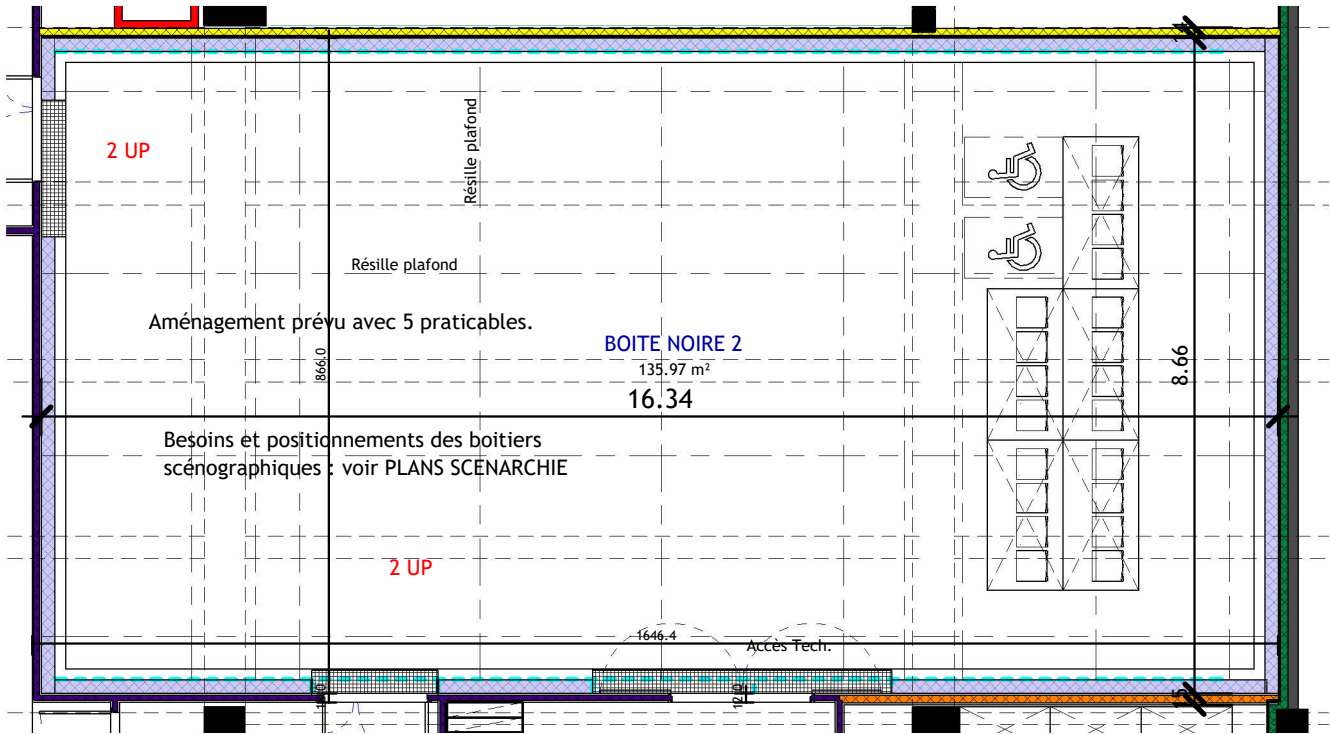 2 UP
Résille plafond
Résille plafond
Aménagement prévu avec 5 praticables.
866.0
BOITE NOIRE 2
135.97 m²
16.34
8.66
Besoins et positionnements des boitiers
scénographiques : voir PLANS SCENARCHIE
2 UP
1646.4
Accès Tech.